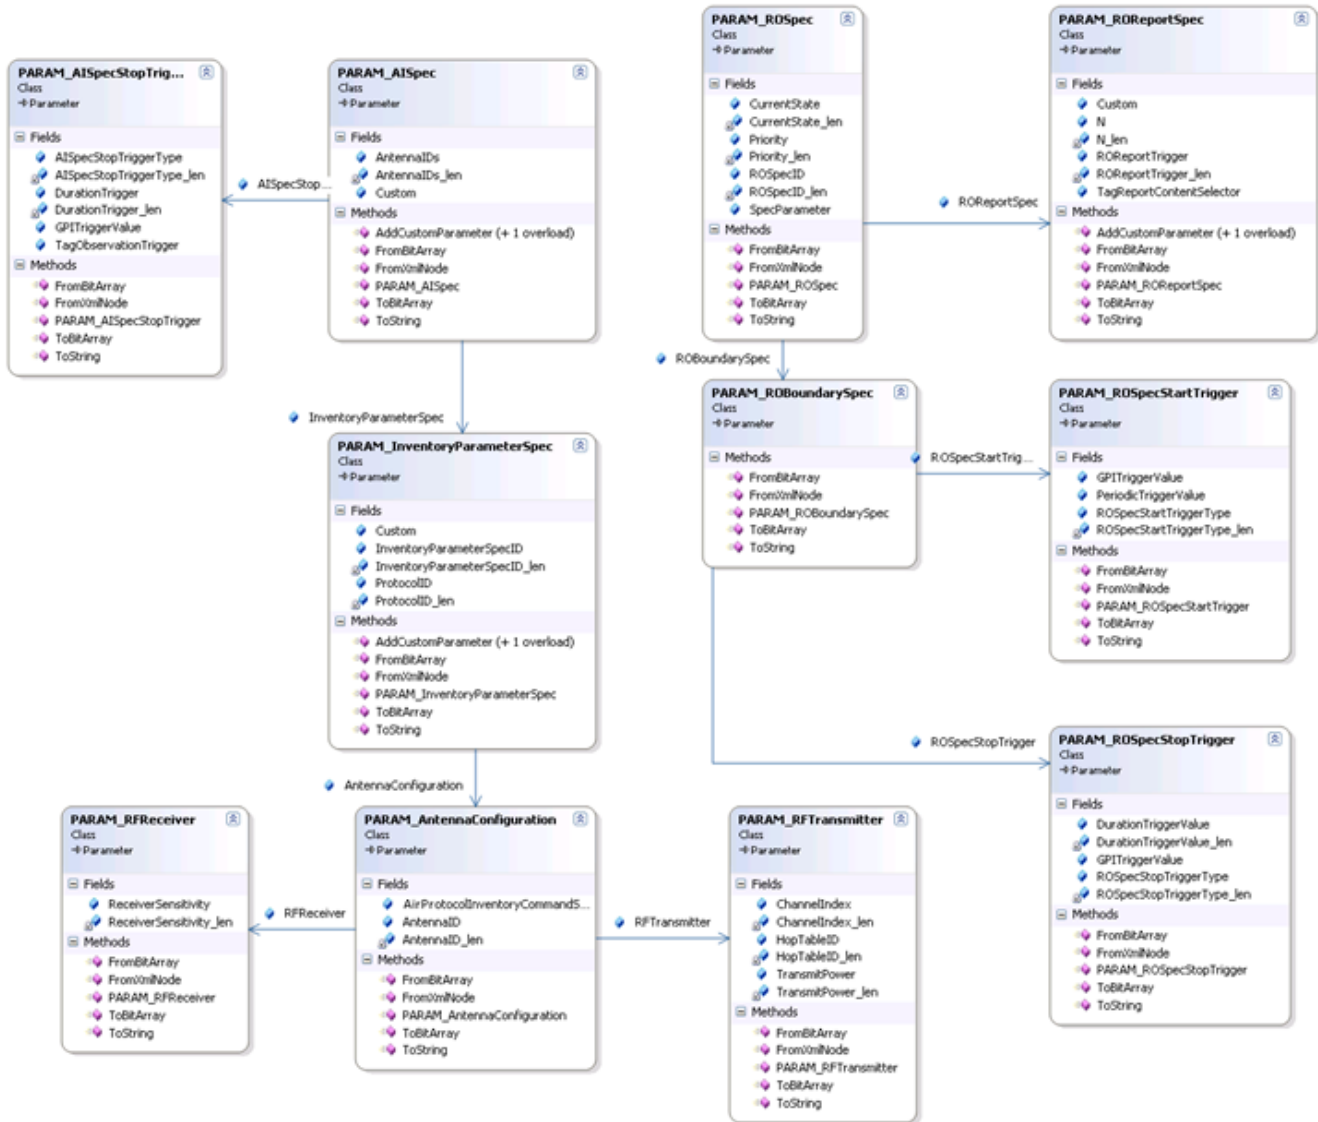 PARAM_AISpecStopTrig...
Class
Parameter
Fields
AISpecStopTriggerType
AISpecStopTriggerType_len
DurationTrigger
DurationTrigger_len
GPITriggerValue
TagObservationTrigger
Methods
FromBitArray
FromXmlNode
PARAM_AISpecStopTrigger
ToBitArray
ToString
AISpecStop...
PARAM_AISpec
Class
Parameter
Fields
AntennaIDs
AntennaIDs_len
Custom
Methods
AddCustomParameter (+ 1 overload)
FromBitArray
FromXmlNode
PARAM_AISpec
ToBitArray
ToString
InventoryParameterSpec
PARAM_InventoryParameterSpec
Class
Parameter
Fields
Custom
InventoryParameterSpecID
InventoryParameterSpecID_len
ProtocolID
ProtocolID_len
Methods
AddCustomParameter (+ 1 overload)
FromBitArray
FromXmlNode
PARAM_InventoryParameterSpec
ToBitArray
ToString
AntennaConfiguration
PARAM_RFReceiver
Class
Parameter
Fields
ReceiverSensitivity
ReceiverSensitivity_len
Methods
FromBitArray
FromXmlNode
PARAM_RFReceiver
ToBitArray
ToString
RFReceiver
PARAM_AntennaConfiguration
Class
Parameter
Fields
AirProtocolInventoryCommandS...
AntennaID
AntennaID_len
Methods
FromBitArray
FromXmlNode
PARAM_AntennaConfiguration
ToBitArray
ToString
RFTransmitter
PARAM_RFTransmitter
Class
Parameter
Fields
ChannelIndex
ChannelIndex_len
HopTableID
HopTableID_len
TransmitPower
TransmitPower_len
Methods
FromBitArray
FromXmlNode
PARAM_RFTransmitter
ToBitArray
ToString
PARAM_ROSpec
Class
Parameter
Fields
CurrentState
CurrentState_len
Priority
Priority_len
ROSpecID
ROSpecID_len
SpecParameter
Methods
FromBitArray
FromXmlNode
PARAM_ROSpec
ToBitArray
ToString
ROReportSpec
PARAM_ROReportSpec
Class
Parameter
Fields
Custom
N
N_len
ROReportTrigger
ROReportTrigger_len
TagReportContentSelector
Methods
AddCustomParameter (+ 1 overload)
FromBitArray
FromXmlNode
PARAM_ROReportSpec
ToBitArray
ToString
ROBoundarySpec
PARAM_ROBoundarySpec
Class
Parameter
Methods
FromBitArray
FromXmlNode
PARAM_ROBoundarySpec
ToBitArray
ToString
ROSpecStartTrig...
PARAM_ROSpecStartTrigger
Class
Parameter
Fields
GPITriggerValue
PeriodicTriggerValue
ROSpecStartTriggerType
ROSpecStartTriggerType_len
Methods
FromBitArray
FromXmlNode
PARAM_ROSpecStartTrigger
ToBitArray
ToString
ROSpecStopTrigger
PARAM_ROSpecStopTrigger
Class
Parameter
Fields
DurationTriggerValue
DurationTriggerValue_len
GPITriggerValue
ROSpecStopTriggerType
ROSpecStopTriggerType_len
Methods
FromBitArray
FromXmlNode
PARAM_ROSpecStopTrigger
ToBitArray
ToString